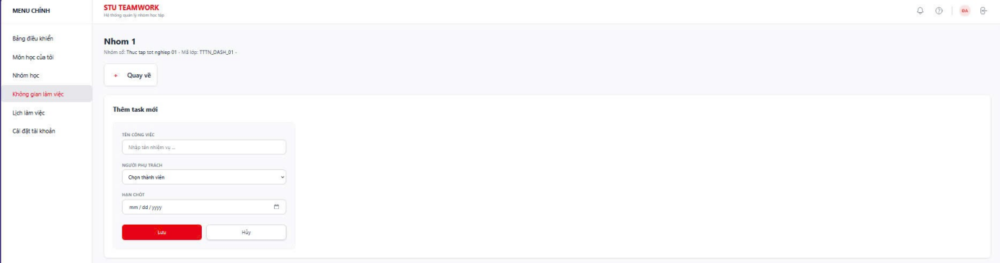 MENU CHÍNH
Bảng điều khiển
Môn học của tôi
Nhóm học
Không gian làm việc
Lịch làm việc
Cài đặt tài khoản
STU TEAMWORK
Hệ thống quản lý nhóm học tập
ĐA
Nhom 1
Nhóm số: Thuc tap tot nghiep 01 - Mã lớp: TTTN_DASH_01 -
+ Quay về
Thêm task mới
TÊN CÔNG VIỆC
Nhập tên nhiệm vụ ...
NGƯỜI PHỤ TRÁCH
Chọn thành viên
HẠN CHÓT
mm / dd / yyyy
Lưu
Hủy